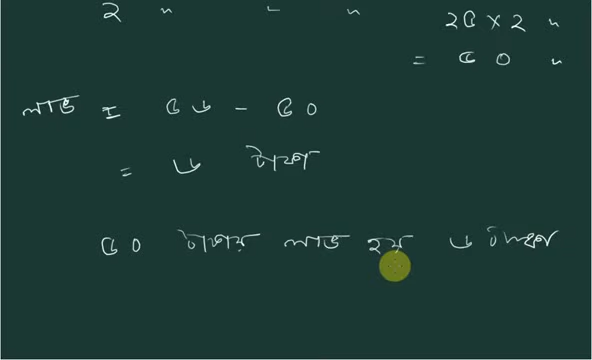 ২ " "
২৫ × ২ "
= ৫০ "
লাভ = ৫৬ - ৫০
= ৬ টাকা
৫০ টাকায় লাভ হয় ৬ টাকা